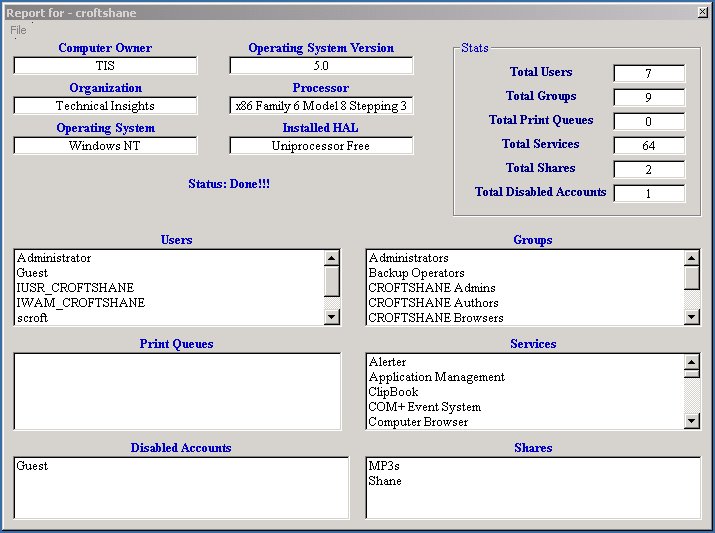 Report for - croftshane
File
Computer Owner
TIS
Operating System Version
5.0
Organization
Technical Insights
Processor
x86 Family 6 Model 8 Stepping 3
Operating System
Windows NT
Installed HAL
Uniprocessor Free
Status: Done!!!
Stats
Total Users 7
Total Groups 9
Total Print Queues 0
Total Services 64
Total Shares 2
Total Disabled Accounts 1
Users
Administrator
Guest
IUSR_CROFTSHANE
IWAM_CROFTSHANE
scroft
Groups
Administrators
Backup Operators
CROFTSHANE Admins
CROFTSHANE Authors
CROFTSHANE Browsers
Print Queues
Services
Alerter
Application Management
ClipBook
COM+ Event System
Computer Browser
Disabled Accounts
Guest
Shares
MP3s
Shane